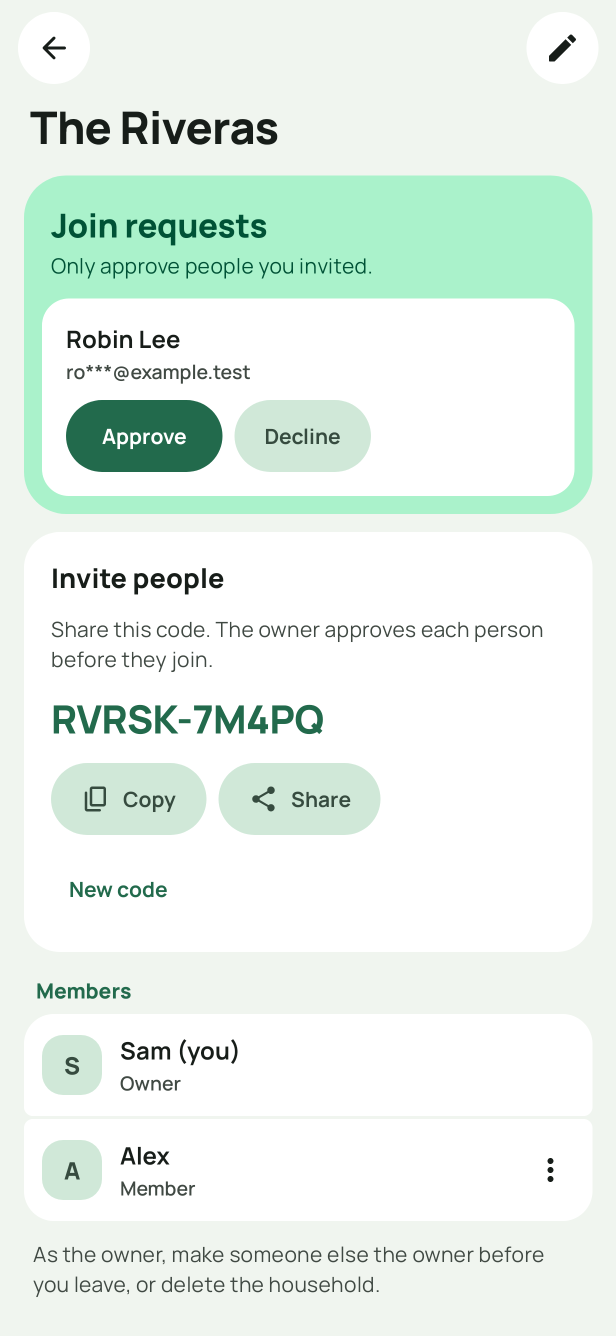 The Riveras
Join requests
Only approve people you invited.
Robin Lee
ro***@example.test
Approve
Decline
Invite people
Share this code. The owner approves each person
before they join.
RVRSK-7M4PQ
Copy
Share
New code
Members
S
Sam (you)
Owner
A
Alex
Member
As the owner, make someone else the owner before
you leave, or delete the household.